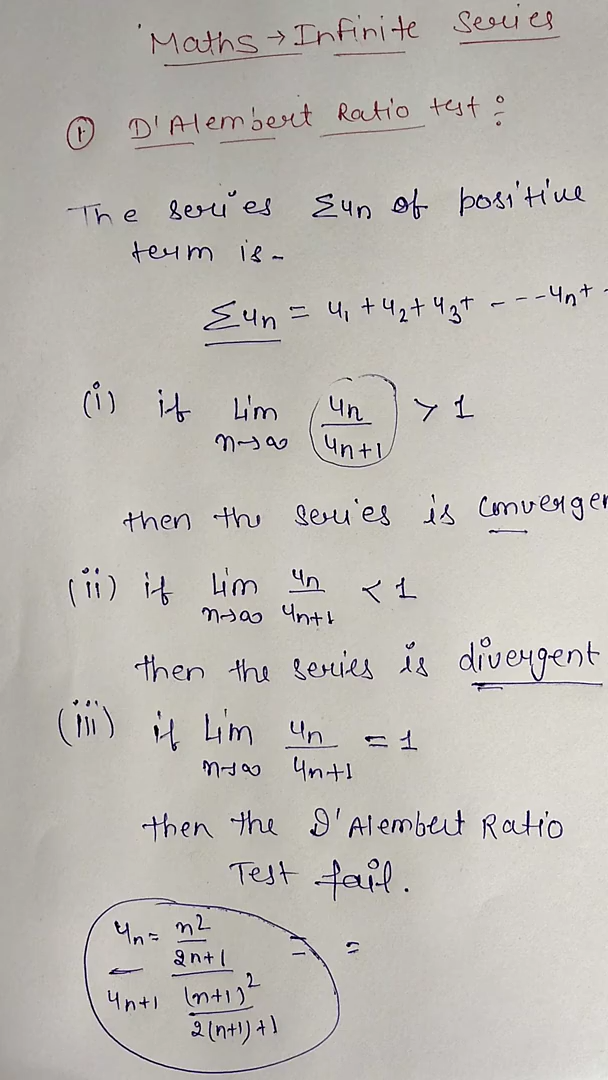 Maths → Infinite Series
① D'Alembert Ratio test :
The series Σun of positive
term is -
Σun = u1 + u2 + u3 + - - - un + -
(i) if Lim n→∞ un/un+1 > 1
then the series is converger
(ii) if Lim n→∞ un/un+1 < 1
then the series is divergent
(iii) if Lim n→∞ un/un+1 = 1
then the D'Alembert Ratio
Test fail.
un = n2
2n+1 = =
un+1 (n+1)2
2(n+1)+1